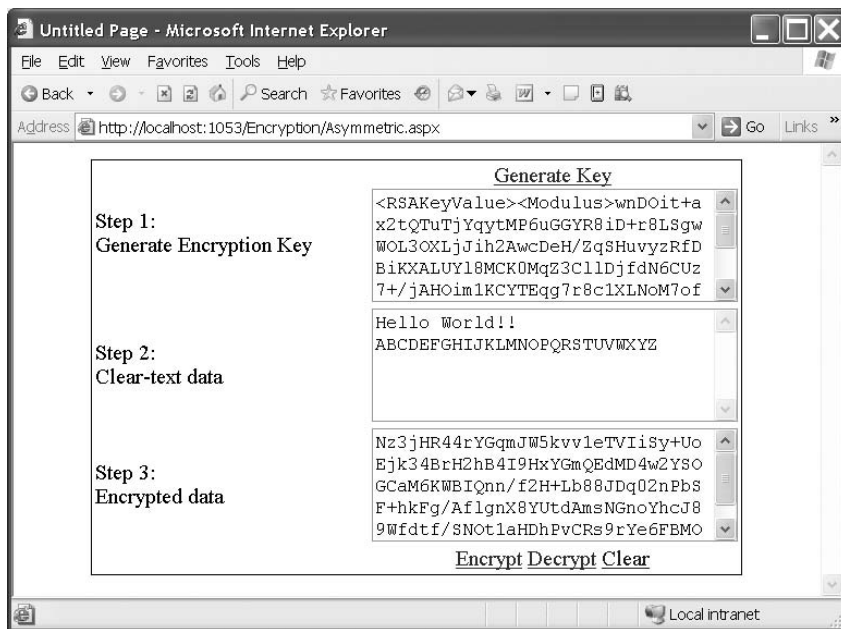 Untitled Page - Microsoft Internet Explorer
File Edit View Favorites Tools Help
Back Search Favorites
Address http://localhost:1053/Encryption/Asymmetric.aspx Go Links »
Generate Key
Step 1:
Generate Encryption Key
<RSAKeyValue><Modulus>wnDOit+a
x2tQTuTjYqytMP6uGGYR8iD+r8LSgw
WOL3OXLjJih2AwcDeH/ZqSHuvyzRfD
BiKXALUYl8MCK0MqZ3CllDjfdN6CUz
7+/jAHOim1KCYTEqg7r8c1XLNoM7of
Step 2:
Clear-text data
Hello World!!
ABCDEFGHIJKLMNOPQRSTUVWXYZ
Step 3:
Encrypted data
Nz3jHR44rYGqmJW5kvv1eTVIiSy+Uo
Ejk34BrH2hB4I9HxYGmQEdMD4w2YSO
GCaM6KWBIQnn/f2H+Lb88JDq02nPbS
F+hkFg/AflgnX8YUtdAmsNGnoYhcJ8
9Wfdtf/SNOt1aHDhPvCRs9rYe6FBMO
Encrypt Decrypt Clear
Local intranet